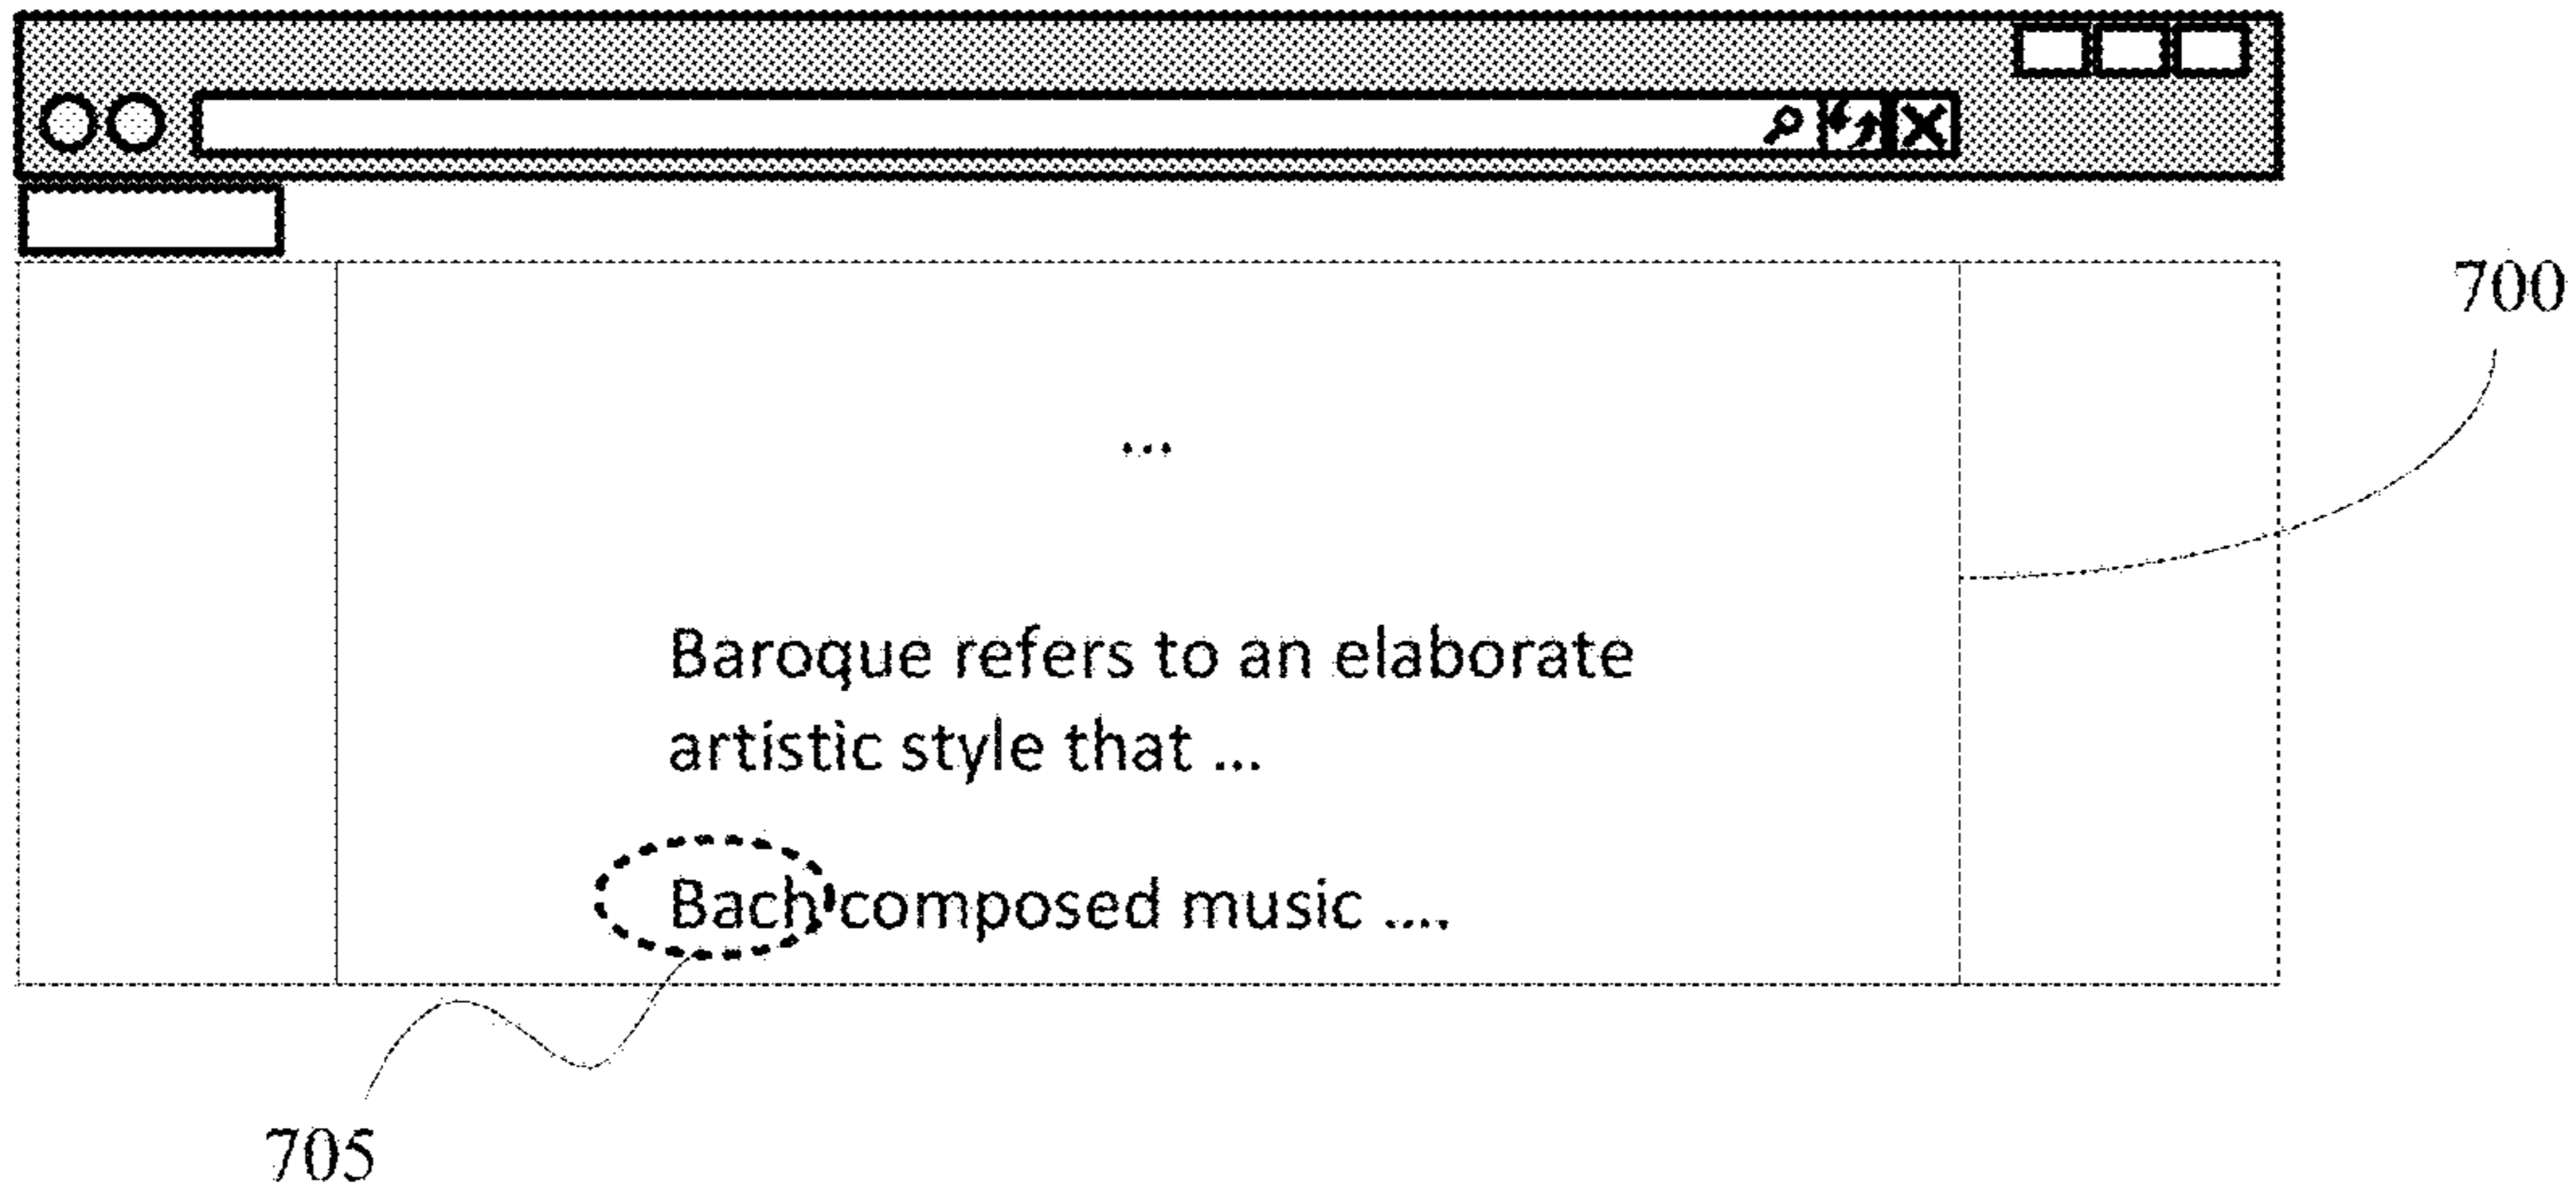 700
...
Baroque refers to an elaborate
artistic style that ...
Bach composed music ....
705